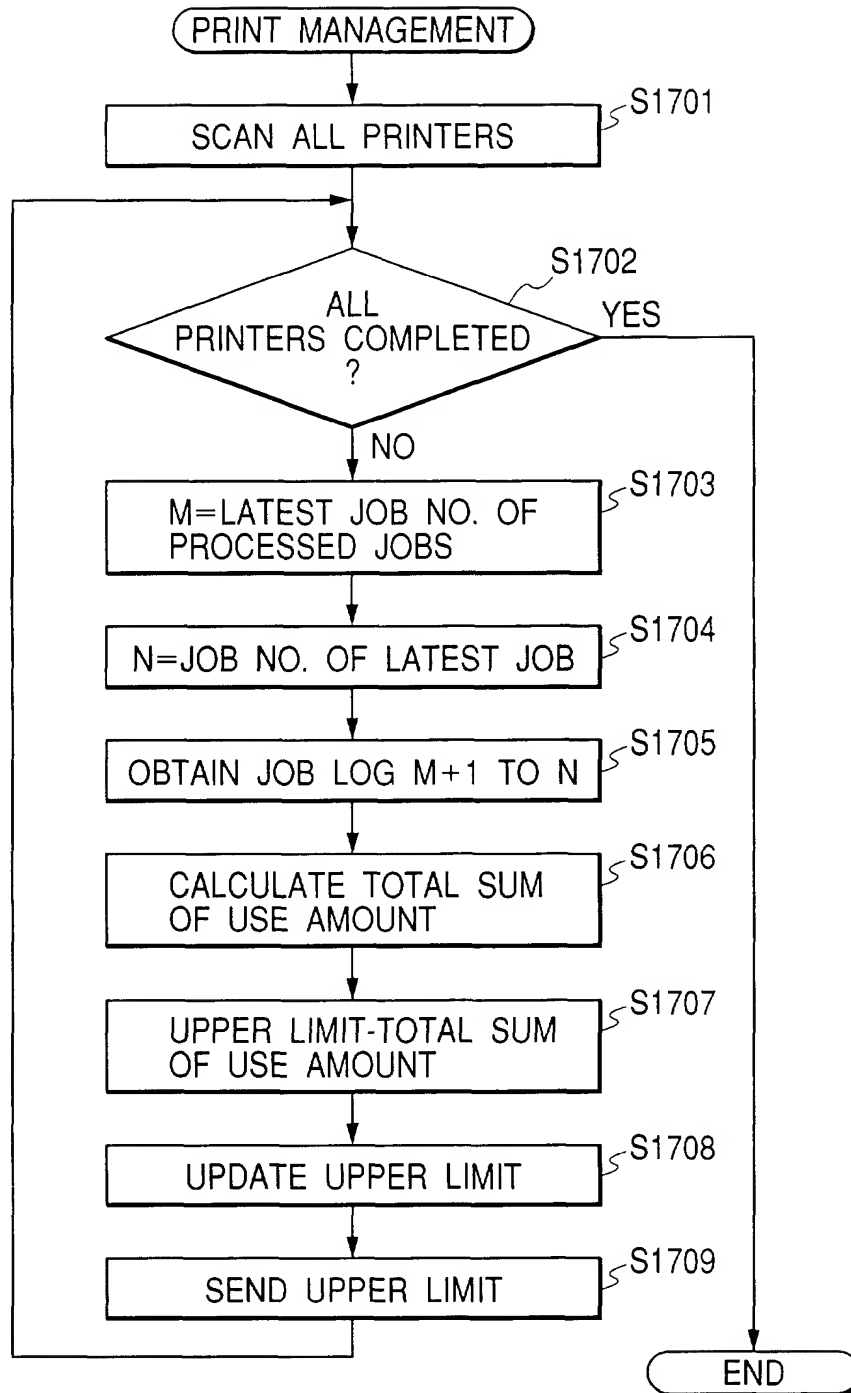 PRINT MANAGEMENT
S1701
SCAN ALL PRINTERS
S1702
ALL
PRINTERS COMPLETED
?
YES
NO
S1703
M=LATEST JOB NO. OF
PROCESSED JOBS
S1704
N=JOB NO. OF LATEST JOB
S1705
OBTAIN JOB LOG M+1 TO N
S1706
CALCULATE TOTAL SUM
OF USE AMOUNT
S1707
UPPER LIMIT-TOTAL SUM
OF USE AMOUNT
S1708
UPDATE UPPER LIMIT
S1709
SEND UPPER LIMIT
END